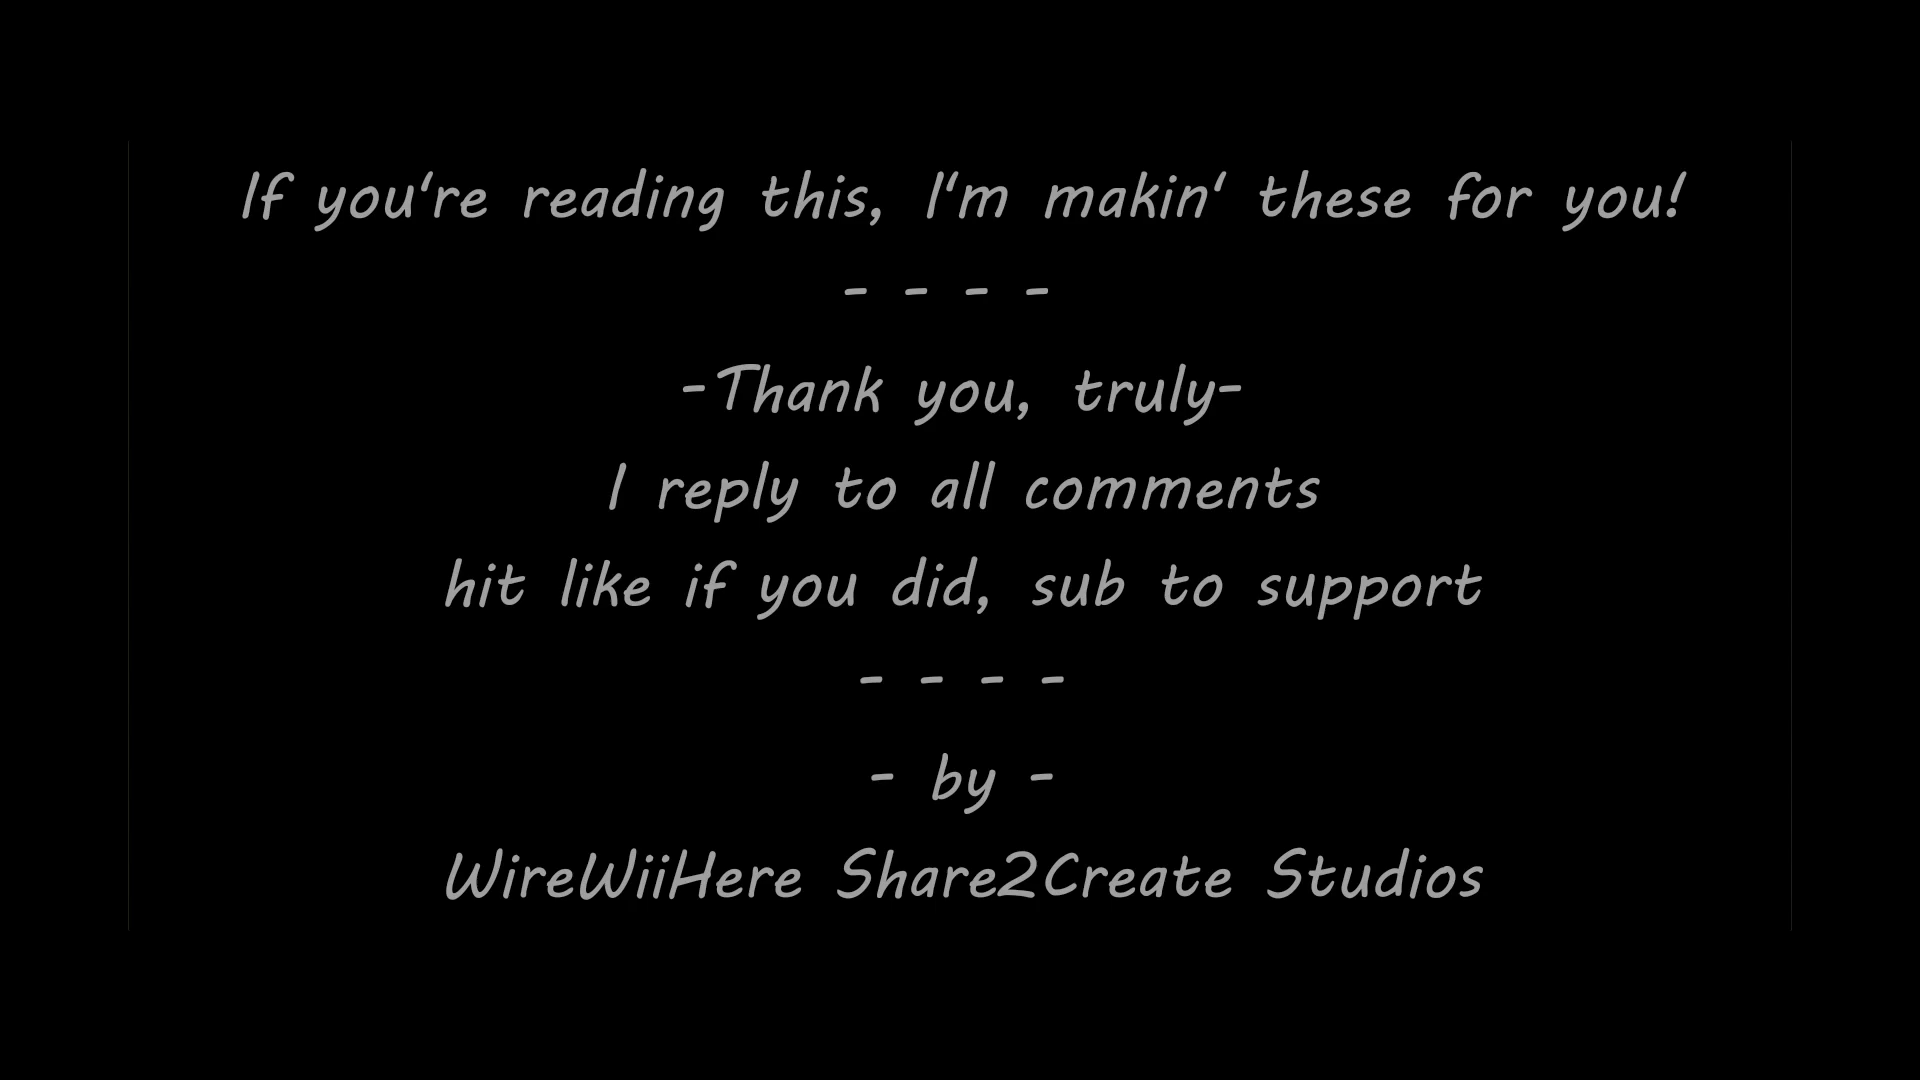 If you're reading this, I'm makin' these for you!
- - - -
-Thank you, truly-
I reply to all comments
hit like if you did, sub to support
- - - -
- by -
WireWiiHere Share2Create Studios